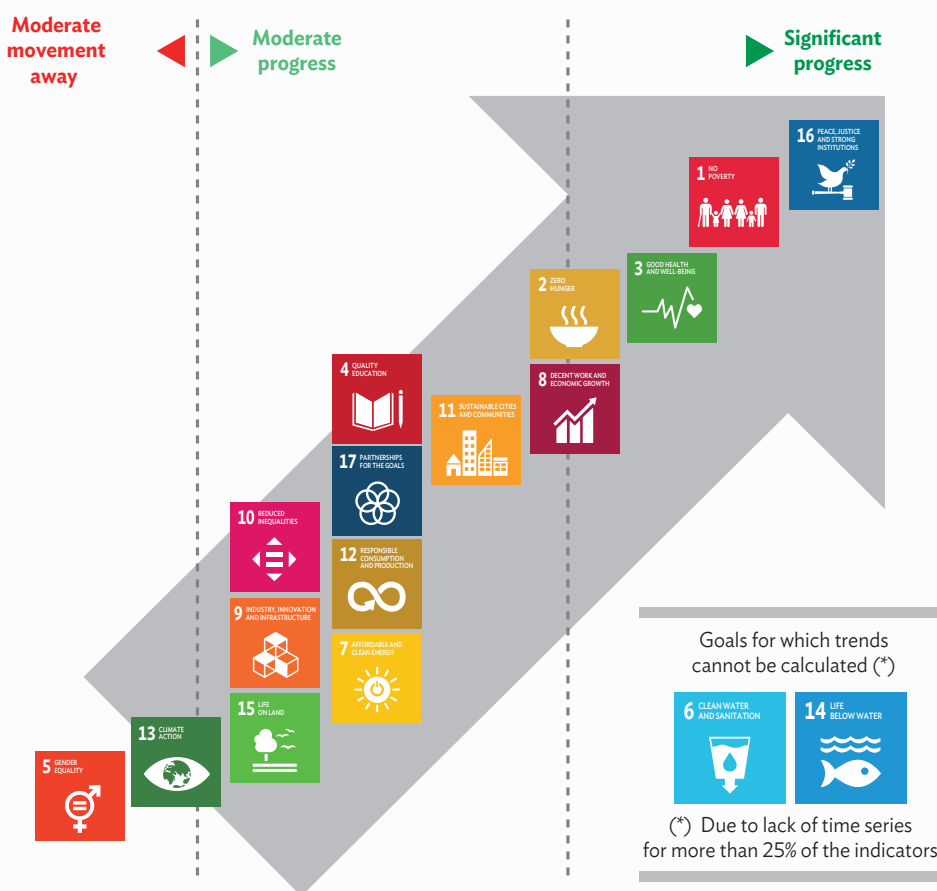 Moderate
movement
away
Moderate
progress
Significant
progress
16 PEACE, JUSTICE
AND STRONG
INSTITUTIONS
1 NO
POVERTY
3 GOOD HEALTH
AND WELL-BEING
2 ZERO
HUNGER
8 DECENT WORK AND
ECONOMIC GROWTH
4 QUALITY
EDUCATION
11 SUSTAINABLE CITIES
AND COMMUNITIES
17 PARTNERSHIPS
FOR THE GOALS
10 REDUCED
INEQUALITIES
12 RESPONSIBLE
CONSUMPTION
AND PRODUCTION
9 INDUSTRY, INNOVATION
AND INFRASTRUCTURE
7 AFFORDABLE AND
CLEAN ENERGY
15 LIFE
ON LAND
13 CLIMATE
ACTION
5 GENDER
EQUALITY
Goals for which trends
cannot be calculated (*)
6 CLEAN WATER
AND SANITATION
14 LIFE
BELOW WATER
(*) Due to lack of time series
for more than 25% of the indicators